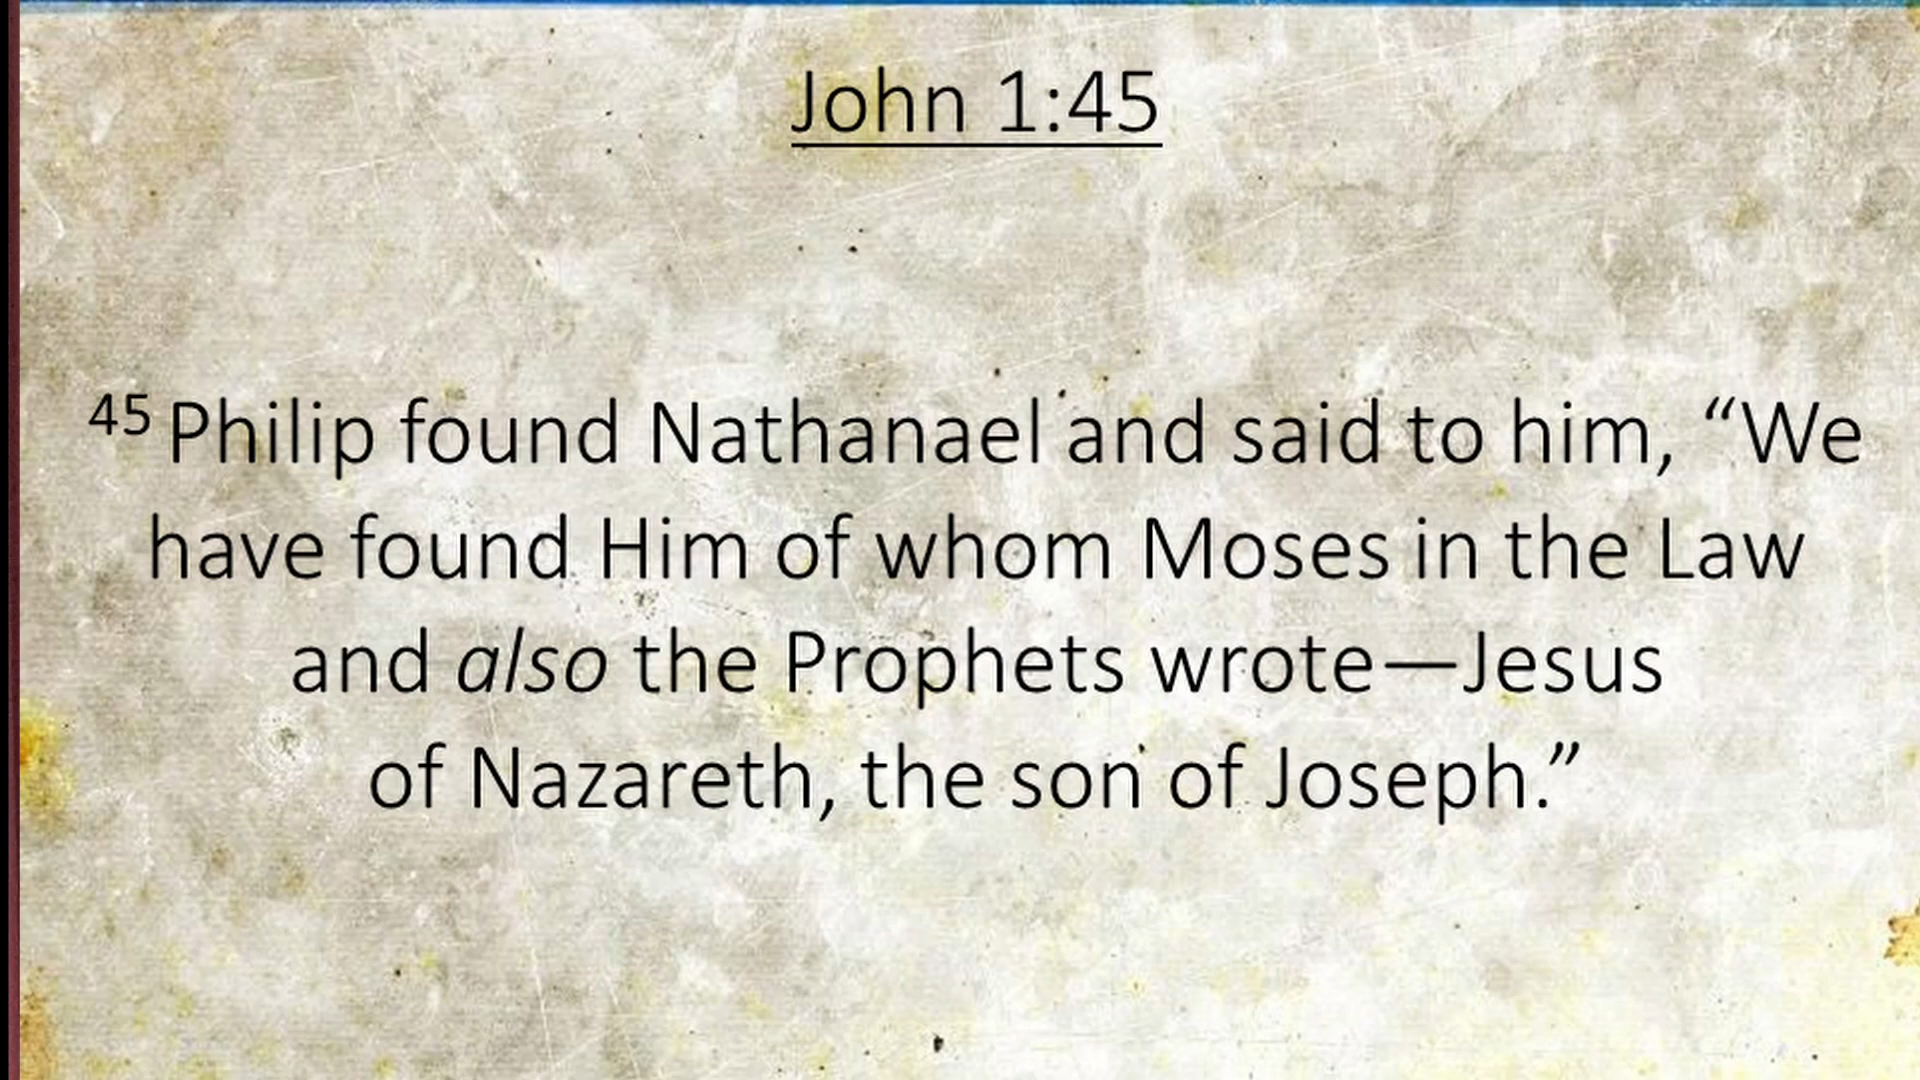 John 1:45
45 Philip found Nathanael and said to him, “We
have found Him of whom Moses in the Law
and also the Prophets wrote—Jesus
of Nazareth, the son of Joseph.”